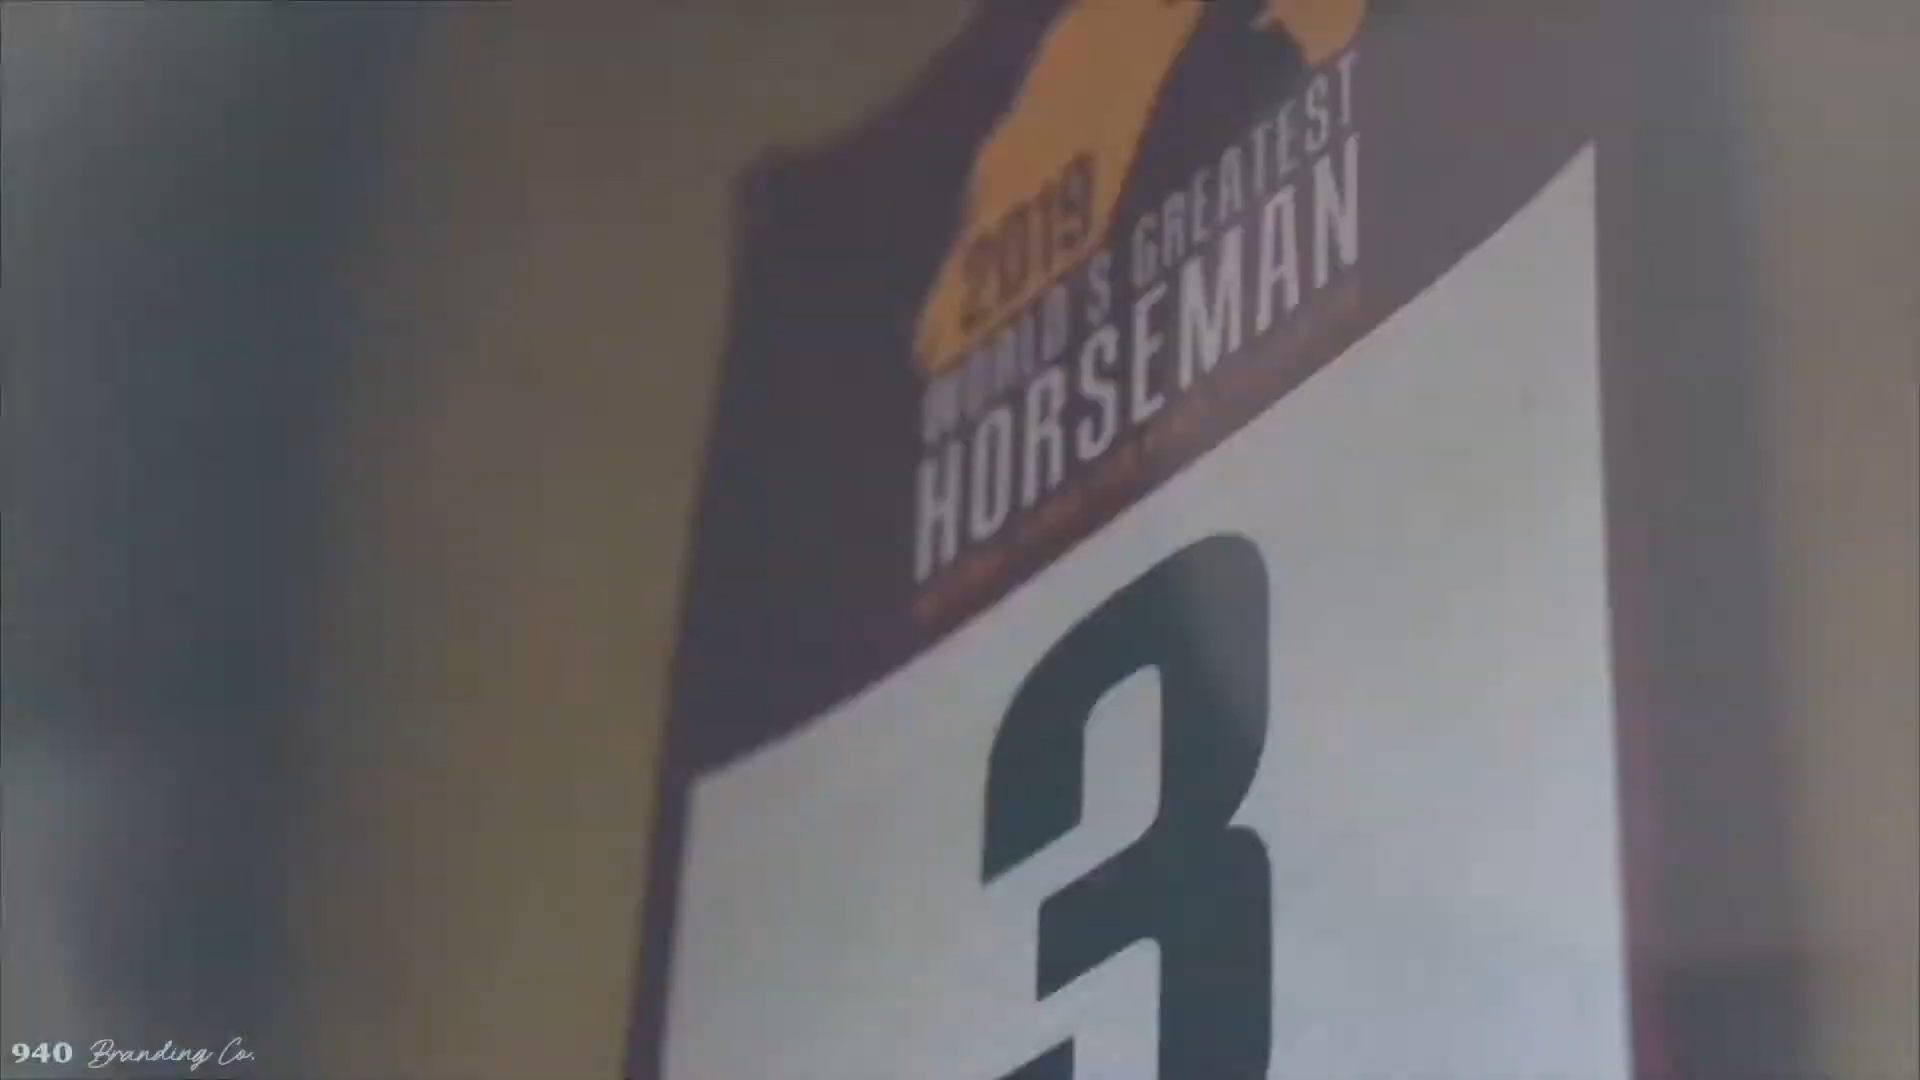 2019
WORLD'S GREATEST
HORSEMAN
3
940 Branding Co.